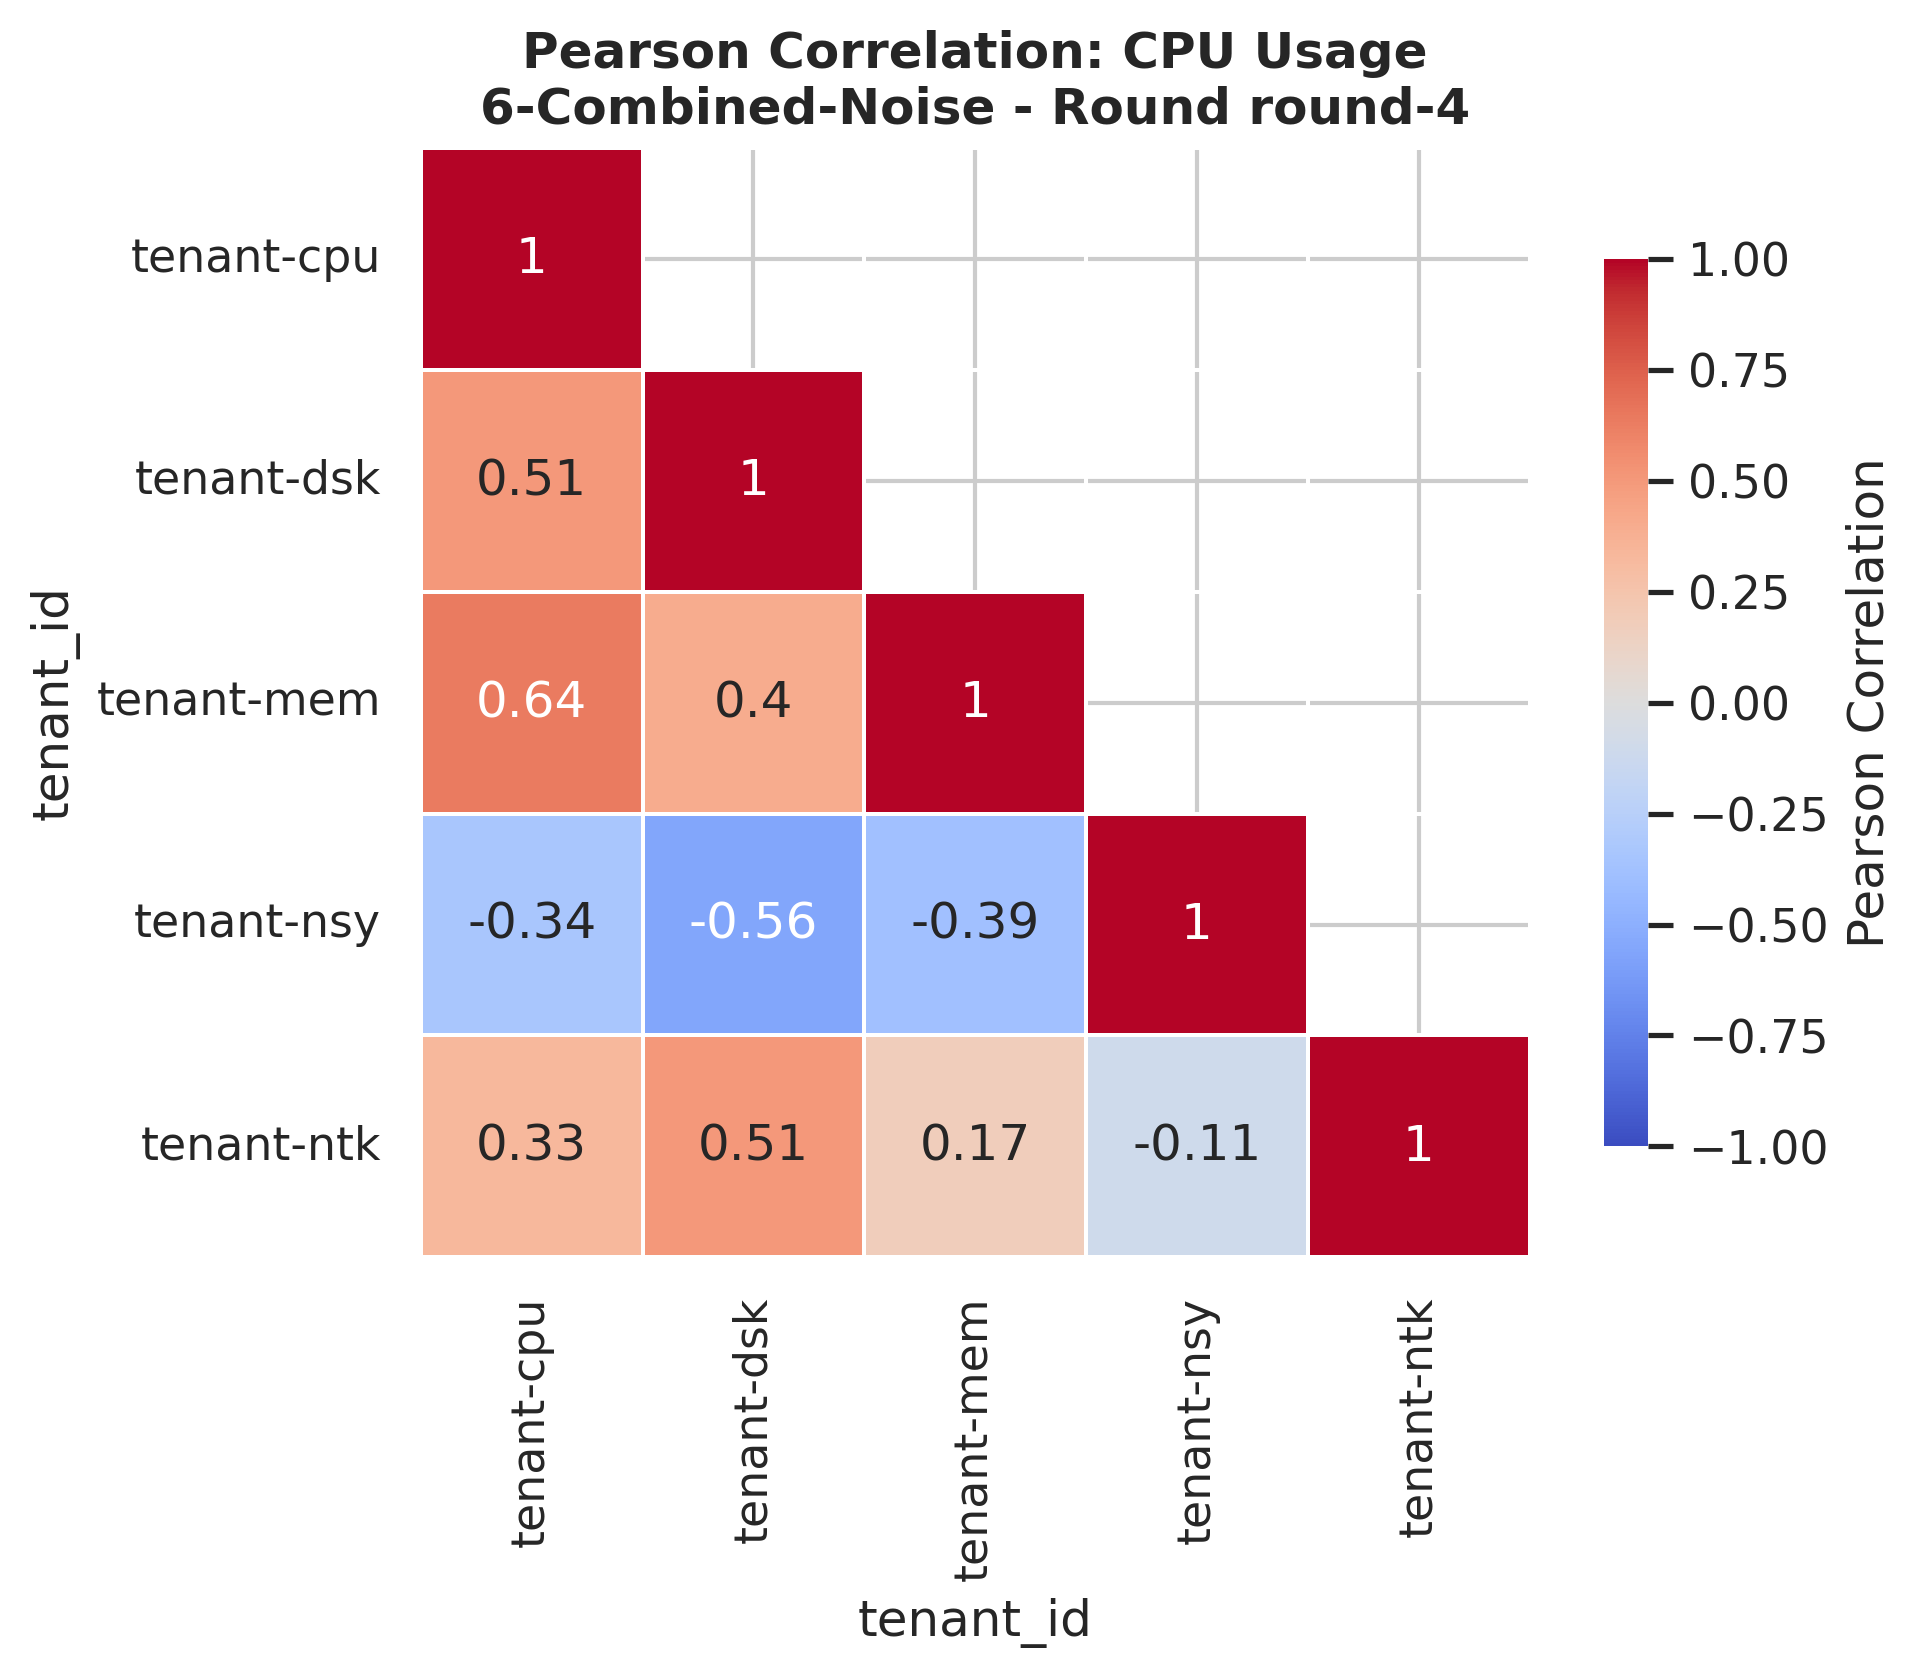 Pearson Correlation: CPU Usage
6-Combined-Noise - Round round-4
tenant_id
tenant-cpu
1
tenant-dsk
0.51
1
tenant-mem
0.64
0.4
1
tenant-nsy
-0.34
-0.56
-0.39
1
tenant-ntk
0.33
0.51
0.17
-0.11
1
tenant-cpu
tenant-dsk
tenant-mem
tenant-nsy
tenant-ntk
tenant_id
1.00
0.75
0.50
0.25
0.00
−0.25
−0.50
−0.75
−1.00
Pearson Correlation